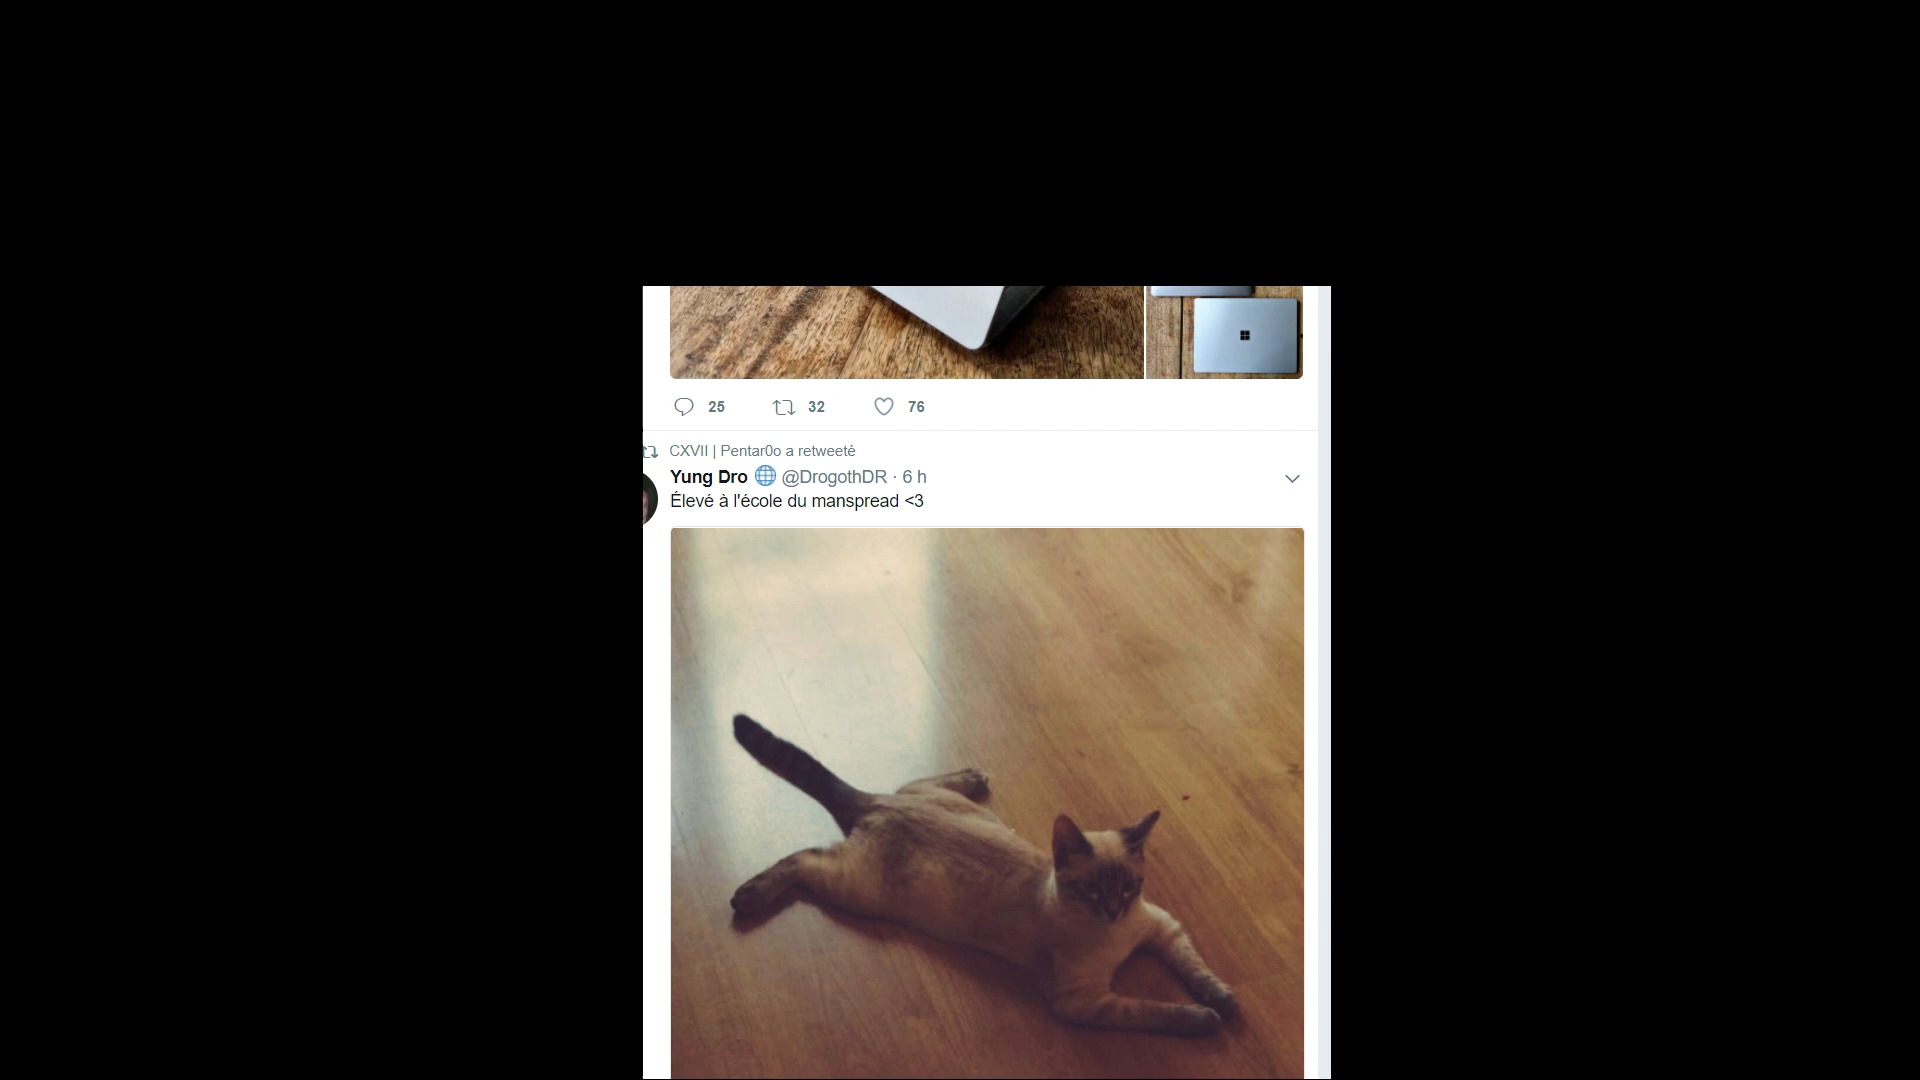 25 32 76
CXVII | Pentar0o a retweeté
Yung Dro @DrogothDR · 6 h
Élevé à l'école du manspread <3